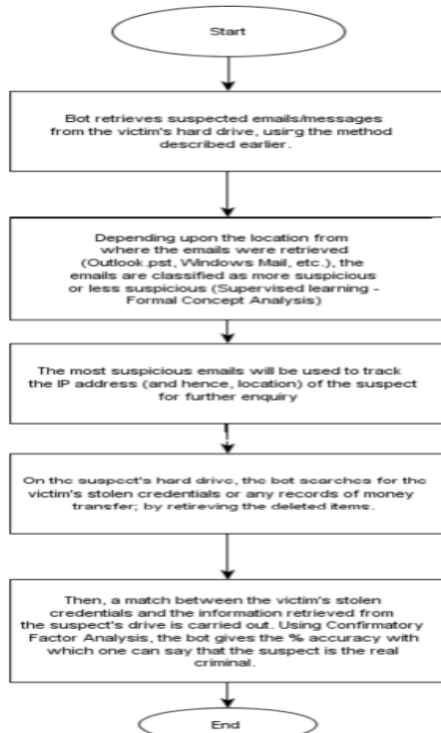 Start
Bot retrieves suspected emails/messages
from the victim's hard drive, using the method
described earlier.
Depending upon the location from
where the emails were retrieved
(Outlook.pst, Windows Mail, etc.), the
emails are classified as more suspicious
or less suspicious (Supervised learning -
Formal Concept Analysis)
The most suspicious emails will be used to track
the IP address (and hence, location) of the suspect
for further enquiry
On the suspect's hard drive, the bot searches for the
victim's stolen credentials or any records of money
transfer; by retireving the deleted items.
Then, a match between the victim's stolen
credentials and the information retrieved from
the suspect's drive is carried out. Using Confirmatory
Factor Analysis, the bot gives the % accuracy with
which one can say that the suspect is the real
criminal.
End